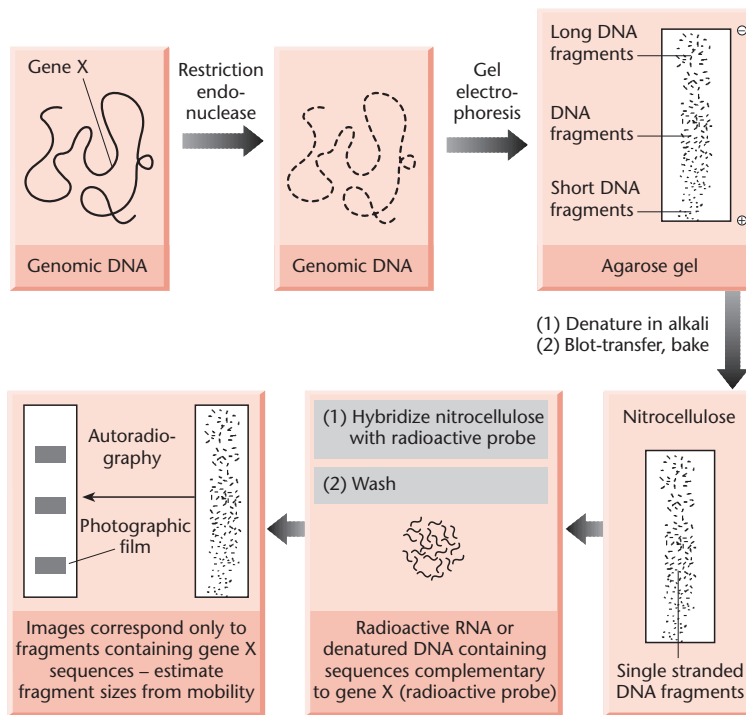 Gene X
Genomic DNA
Restriction
endo-
nuclease
Genomic DNA
Gel
electro-
phoresis
Long DNA
fragments
DNA
fragments
Short DNA
fragments
⊖
⊕
Agarose gel
(1) Denature in alkali
(2) Blot-transfer, bake
Nitrocellulose
Single stranded
DNA fragments
(1) Hybridize nitrocellulose
with radioactive probe
(2) Wash
Radioactive RNA or
denatured DNA containing
sequences complementary
to gene X (radioactive probe)
Autoradio-
graphy
Photographic
film
Images correspond only to
fragments containing gene X
sequences – estimate
fragment sizes from mobility